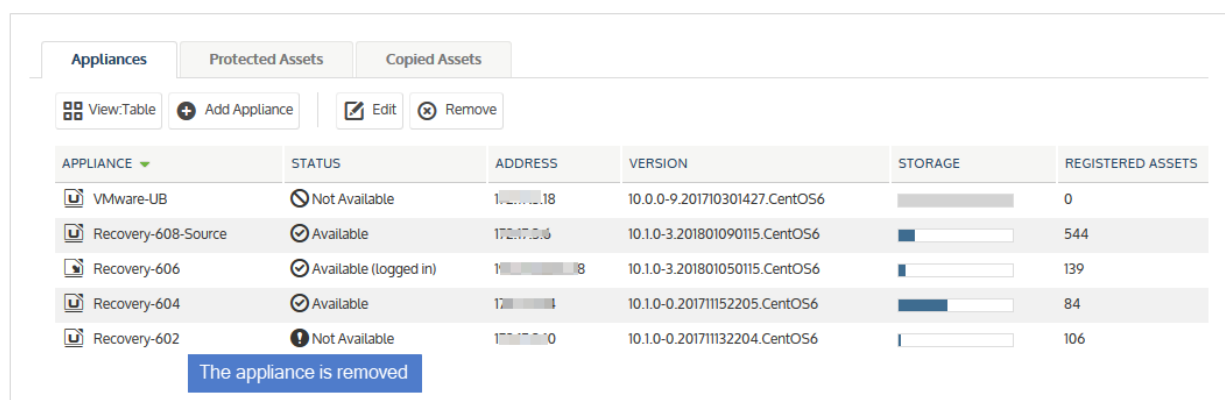 Appliances Protected Assets Copied Assets
View:Table Add Appliance Edit Remove
APPLIANCE STATUS ADDRESS VERSION STORAGE REGISTERED ASSETS
VMware-UB Not Available .18 10.0.0-9.201710301427.CentOS6 0
Recovery-608-Source Available 10.1.0-3.201801090115.CentOS6 544
Recovery-606 Available (logged in) 10.1.0-3.201801050115.CentOS6 139
Recovery-604 Available 10.1.0-0.201711152205.CentOS6 84
Recovery-602 Not Available 10.1.0-0.201711132204.CentOS6 106
The appliance is removed